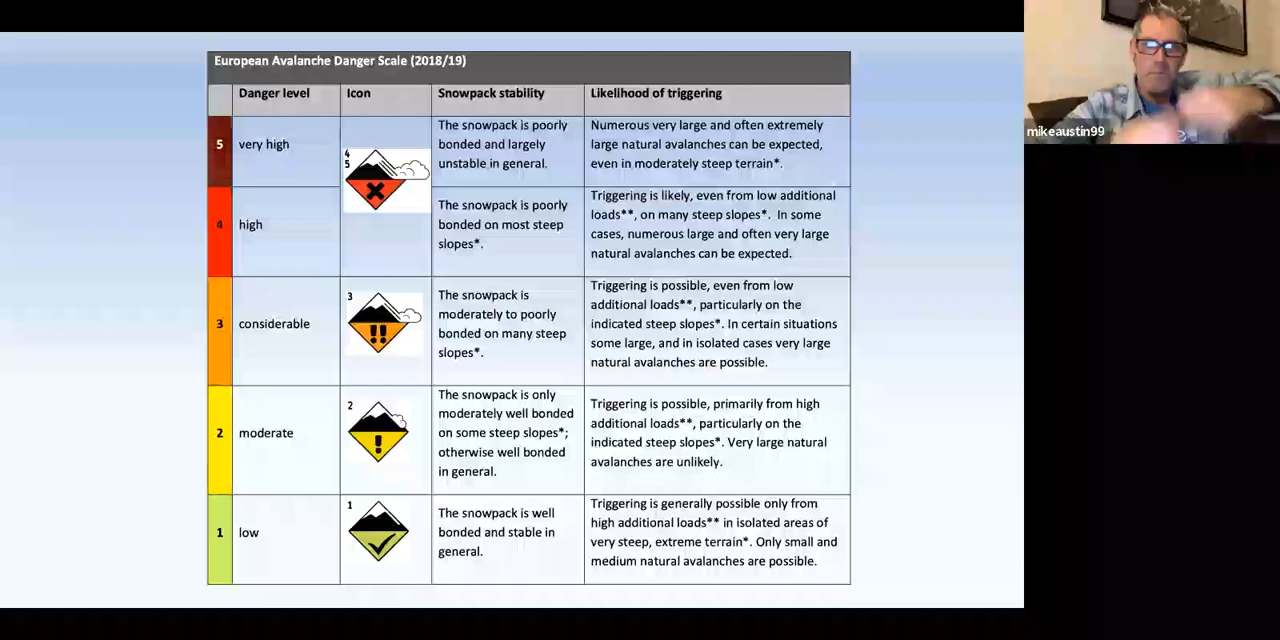 European Avalanche Danger Scale (2018/19)
Danger level
Icon
Snowpack stability
Likelihood of triggering
5
very high
4
5
The snowpack is poorly
bonded and largely
unstable in general.
Numerous very large and often extremely
large natural avalanches can be expected,
even in moderately steep terrain*.
4
high
The snowpack is poorly
bonded on most steep
slopes*.
Triggering is likely, even from low additional
loads**, on many steep slopes*. In some
cases, numerous large and often very large
natural avalanches can be expected.
3
considerable
3
!!
The snowpack is
moderately to poorly
bonded on many steep
slopes*.
Triggering is possible, even from low
additional loads**, particularly on the
indicated steep slopes*. In certain situations
some large, and in isolated cases very large
natural avalanches are possible.
2
moderate
2
!
The snowpack is only
moderately well bonded
on some steep slopes*;
otherwise well bonded
in general.
Triggering is possible, primarily from high
additional loads**, particularly on the
indicated steep slopes*. Very large natural
avalanches are unlikely.
1
low
1
The snowpack is well
bonded and stable in
general.
Triggering is generally possible only from
high additional loads** in isolated areas of
very steep, extreme terrain*. Only small and
medium natural avalanches are possible.
mikeaustin99